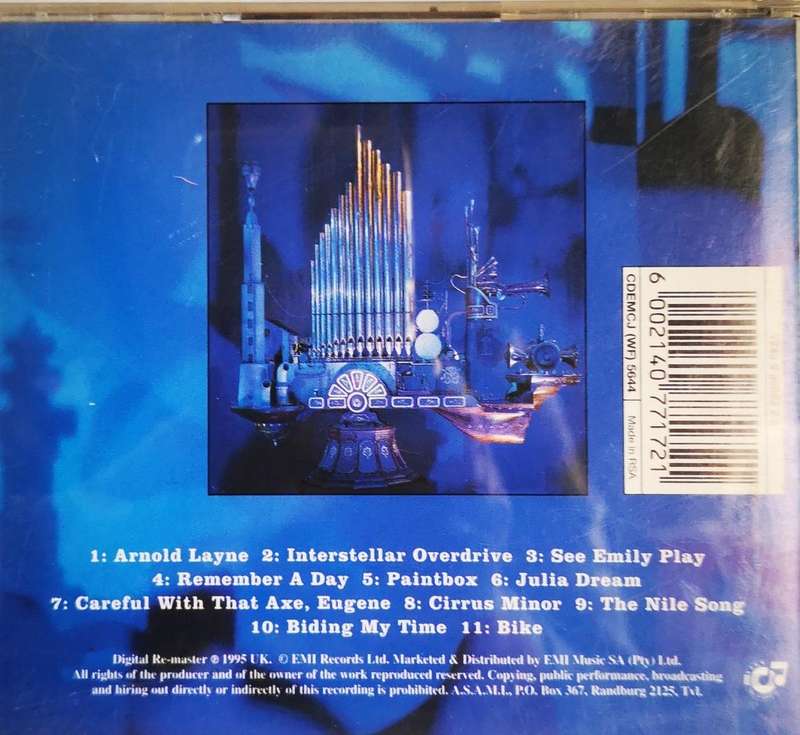 6 002140 771721
CDEMCJ (WF) 5644
Made in RSA
1: Arnold Layne 2: Interstellar Overdrive 3: See Emily Play
4: Remember A Day 5: Paintbox 6: Julia Dream
7: Careful With That Axe, Eugene 8: Cirrus Minor 9: The Nile Song
10: Biding My Time 11: Bike
Digital Re-master ℗ 1995 UK. © EMI Records Ltd. Marketed & Distributed by EMI Music SA (Pty) Ltd.
All rights of the producer and of the owner of the work reproduced reserved. Copying, public performance, broadcasting
and hiring out directly or indirectly of this recording is prohibited. A.S.A.M.I., P.O. Box 367, Randburg 2125, Tvl.